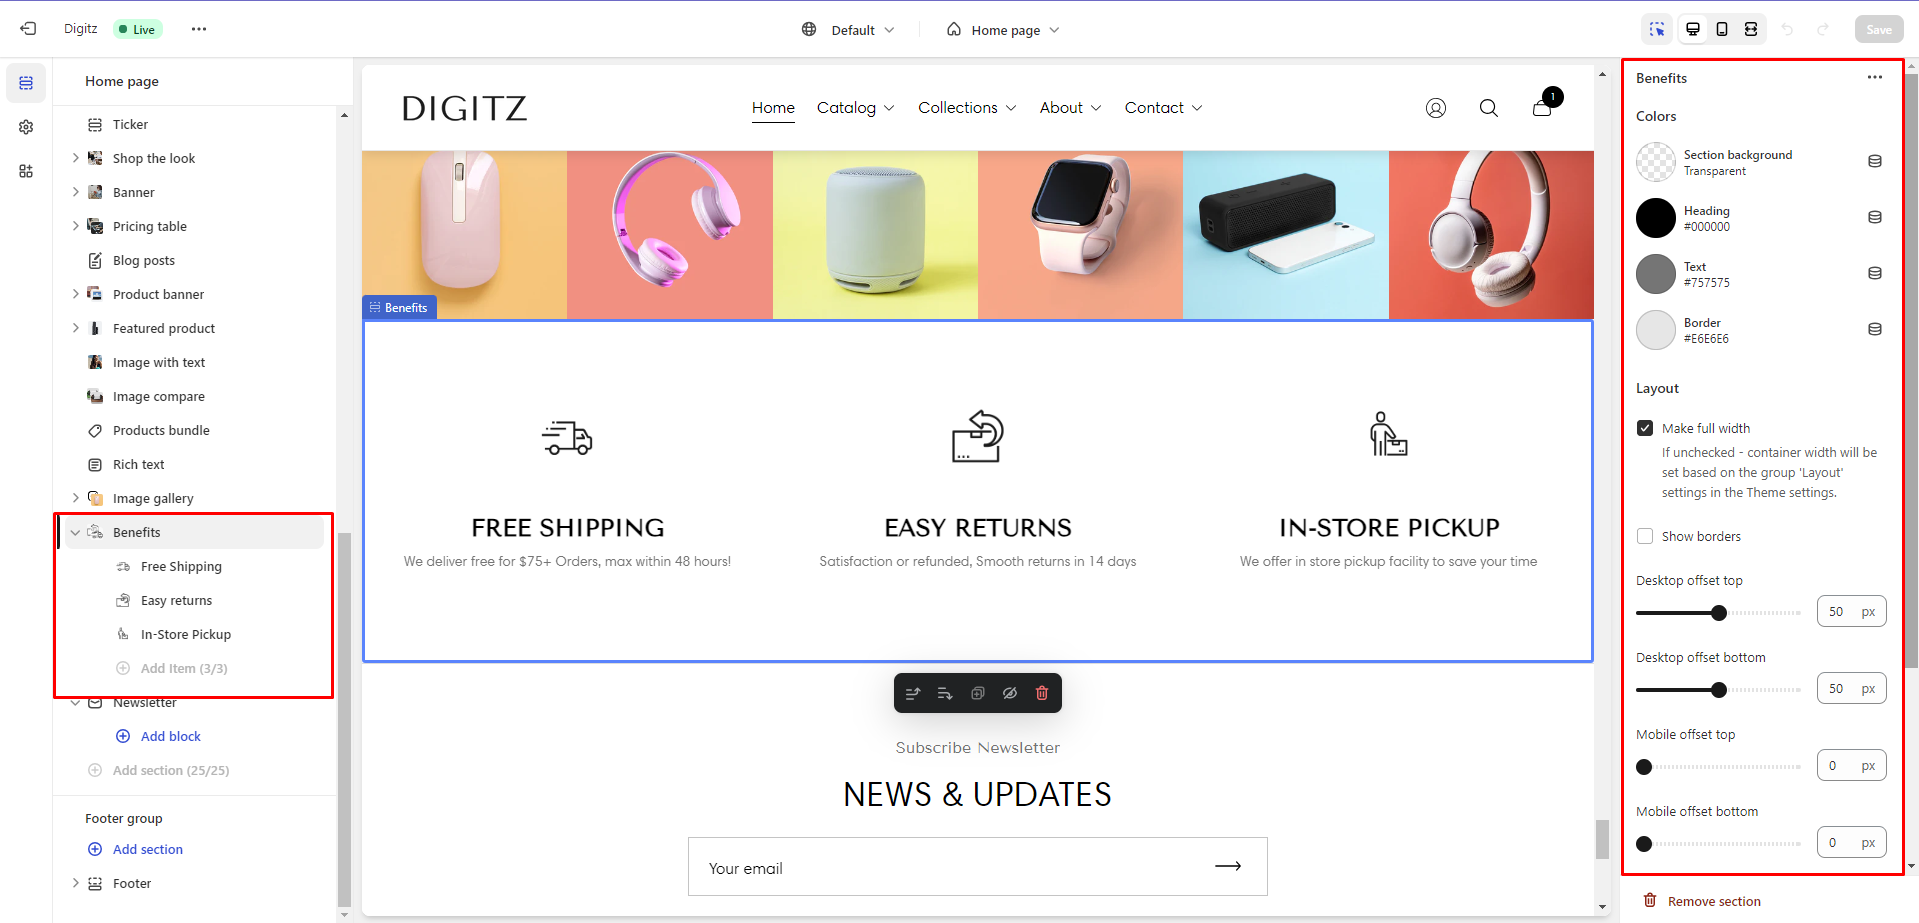 Digitz
Live
Default
Home page
Save
Home page
Ticker
Shop the look
Banner
Pricing table
Blog posts
Product banner
Featured product
Image with text
Image compare
Products bundle
Rich text
Image gallery
Benefits
Free Shipping
Easy returns
In-Store Pickup
Add Item (3/3)
Newsletter
Add block
Add section (25/25)
Footer group
Add section
Footer
DIGITZ
Home
Catalog
Collections
About
Contact
1
Benefits
FREE SHIPPING
We deliver free for $75+ Orders, max within 48 hours!
EASY RETURNS
Satisfaction or refunded, Smooth returns in 14 days
IN-STORE PICKUP
We offer in store pickup facility to save your time
Subscribe Newsletter
NEWS & UPDATES
Your email
Benefits
Colors
Section background
Transparent
Heading
#000000
Text
#757575
Border
#E6E6E6
Layout
Make full width
If unchecked - container width will be
set based on the group 'Layout'
settings in the Theme settings.
Show borders
Desktop offset top
50 px
Desktop offset bottom
50 px
Mobile offset top
0 px
Mobile offset bottom
0 px
Remove section